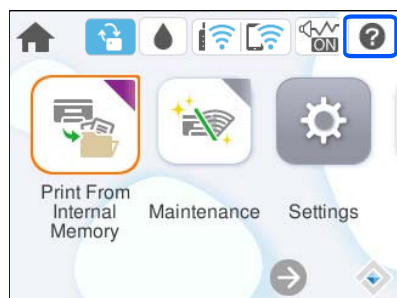 ON
?
Print From
Internal
Memory
Maintenance
Settings